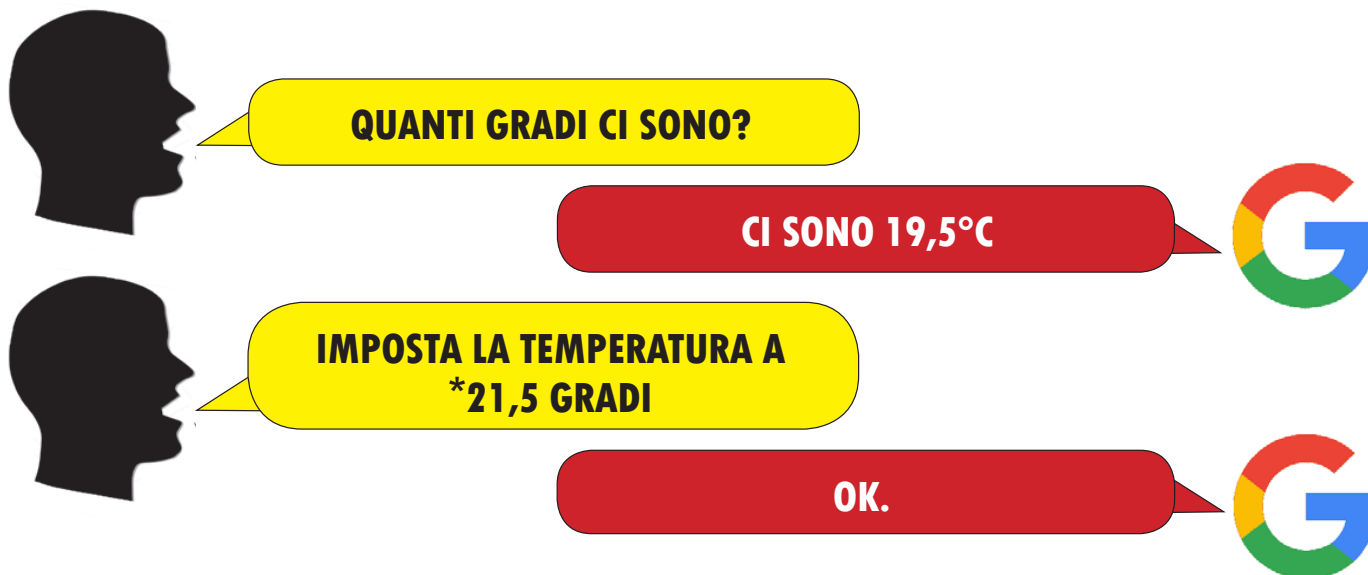 QUANTI GRADI CI SONO?
CI SONO 19,5°C
IMPOSTA LA TEMPERATURA A
*21,5 GRADI
OK.